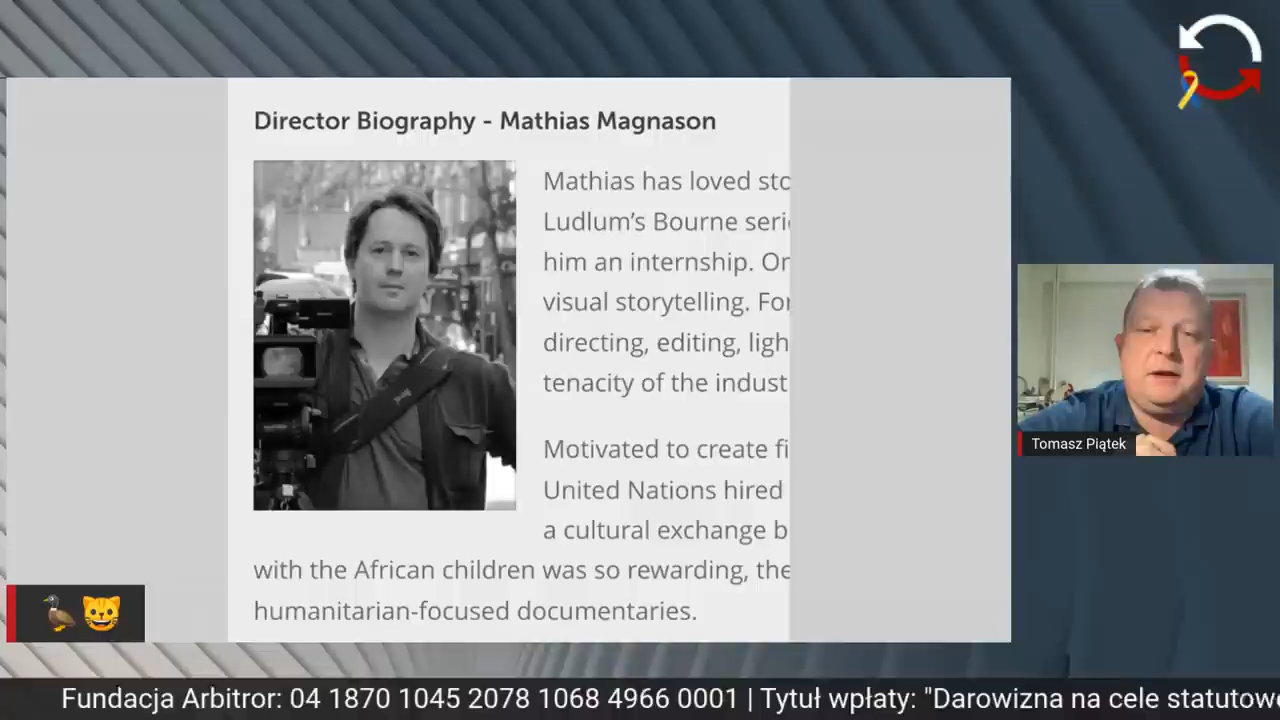 Director Biography - Mathias Magnason
Mathias has loved sto
Ludlum’s Bourne seri
him an internship. Or
visual storytelling. For
directing, editing, ligh
tenacity of the indust
Motivated to create fi
United Nations hired
a cultural exchange b
with the African children was so rewarding, the
humanitarian-focused documentaries.
Tomasz Piątek
Fundacja Arbitror: 04 1870 1045 2078 1068 4966 0001 | Tytuł wpłaty: "Darowizna na cele statutow